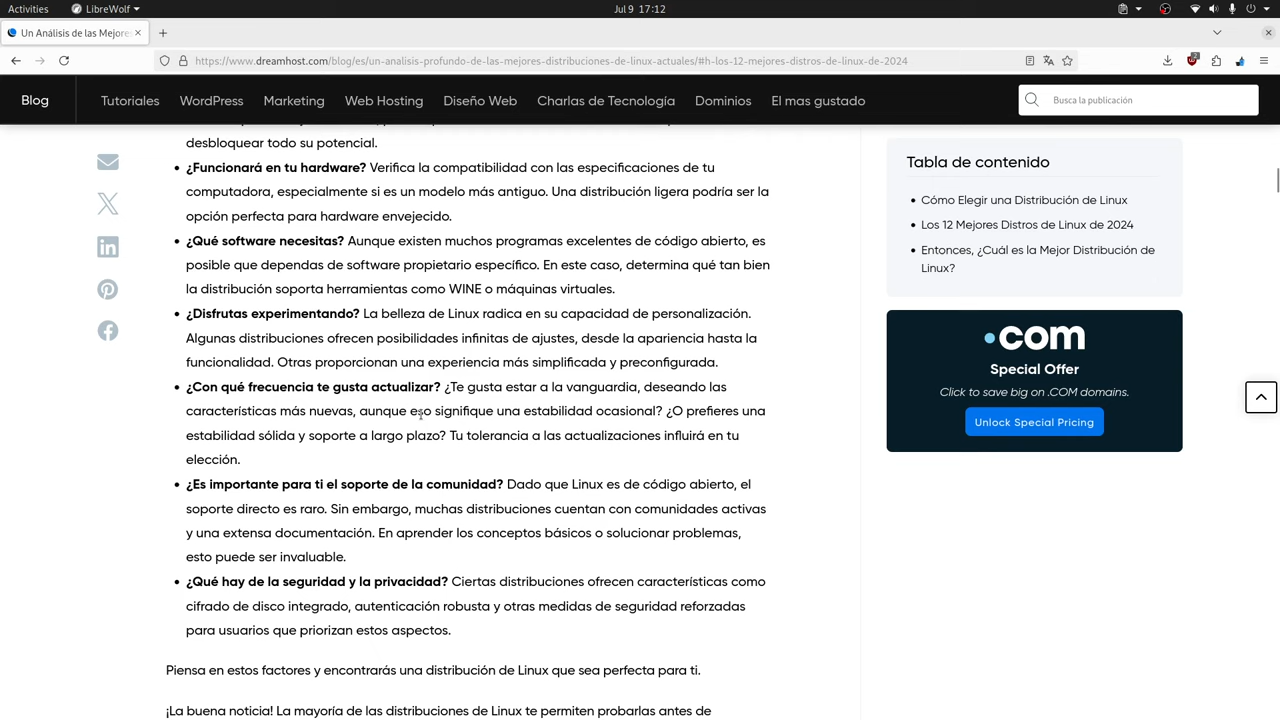 Activities
LibreWolf
Jul 9 17:12
Un Análisis de las Mejores
https://www.dreamhost.com/blog/es/un-analisis-profundo-de-las-mejores-distribuciones-de-linux-actuales/#h-los-12-mejores-distros-de-linux-de-2024
2
Blog
Tutoriales
WordPress
Marketing
Web Hosting
Diseño Web
Charlas de Tecnología
Dominios
El mas gustado
Busca la publicación
desbloquear todo su potencial.
• ¿Funcionará en tu hardware? Verifica la compatibilidad con las especificaciones de tu
computadora, especialmente si es un modelo más antiguo. Una distribución ligera podría ser la
opción perfecta para hardware envejecido.
• ¿Qué software necesitas? Aunque existen muchos programas excelentes de código abierto, es
posible que dependas de software propietario específico. En este caso, determina qué tan bien
la distribución soporta herramientas como WINE o máquinas virtuales.
• ¿Disfrutas experimentando? La belleza de Linux radica en su capacidad de personalización.
Algunas distribuciones ofrecen posibilidades infinitas de ajustes, desde la apariencia hasta la
funcionalidad. Otras proporcionan una experiencia más simplificada y preconfigurada.
• ¿Con qué frecuencia te gusta actualizar? ¿Te gusta estar a la vanguardia, deseando las
características más nuevas, aunque eso signifique una estabilidad ocasional? ¿O prefieres una
estabilidad sólida y soporte a largo plazo? Tu tolerancia a las actualizaciones influirá en tu
elección.
• ¿Es importante para ti el soporte de la comunidad? Dado que Linux es de código abierto, el
soporte directo es raro. Sin embargo, muchas distribuciones cuentan con comunidades activas
y una extensa documentación. En aprender los conceptos básicos o solucionar problemas,
esto puede ser invaluable.
• ¿Qué hay de la seguridad y la privacidad? Ciertas distribuciones ofrecen características como
cifrado de disco integrado, autenticación robusta y otras medidas de seguridad reforzadas
para usuarios que priorizan estos aspectos.
Piensa en estos factores y encontrarás una distribución de Linux que sea perfecta para ti.
¡La buena noticia! La mayoría de las distribuciones de Linux te permiten probarlas antes de
Tabla de contenido
• Cómo Elegir una Distribución de Linux
• Los 12 Mejores Distros de Linux de 2024
• Entonces, ¿Cuál es la Mejor Distribución de
Linux?
.com
Special Offer
Click to save big on .COM domains.
Unlock Special Pricing